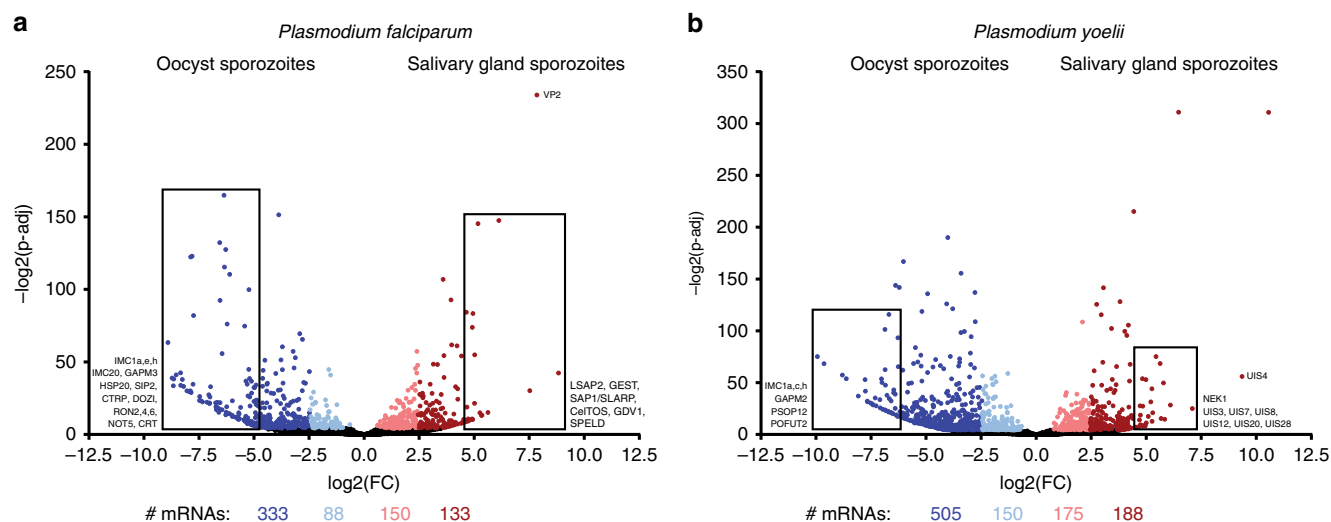 a
Plasmodium falciparum
Oocyst sporozoites
Salivary gland sporozoites
250
200
150
100
50
0
−log2(p-adj)
VP2
IMC1a,e,h
IMC20, GAPM3
HSP20, SIP2,
CTRP, DOZI,
RON2,4,6,
NOT5, CRT
LSAP2, GEST,
SAP1/SLARP,
CelTOS, GDV1,
SPELD
−12.5 −10.0 −7.5 −5.0 −2.5 0.0 2.5 5.0 7.5 10.0 12.5
log2(FC)
# mRNAs: 333 88 150 133
b
Plasmodium yoelii
Oocyst sporozoites
Salivary gland sporozoites
350
300
250
200
150
100
50
0
−log2(p-adj)
UIS4
IMC1a,c,h
GAPM2
PSOP12
POFUT2
NEK1
UIS3, UIS7, UIS8,
UIS12, UIS20, UIS28
−12.5 −10.0 −7.5 −5.0 −2.5 0.0 2.5 5.0 7.5 10.0 12.5
log2(FC)
# mRNAs: 505 150 175 188